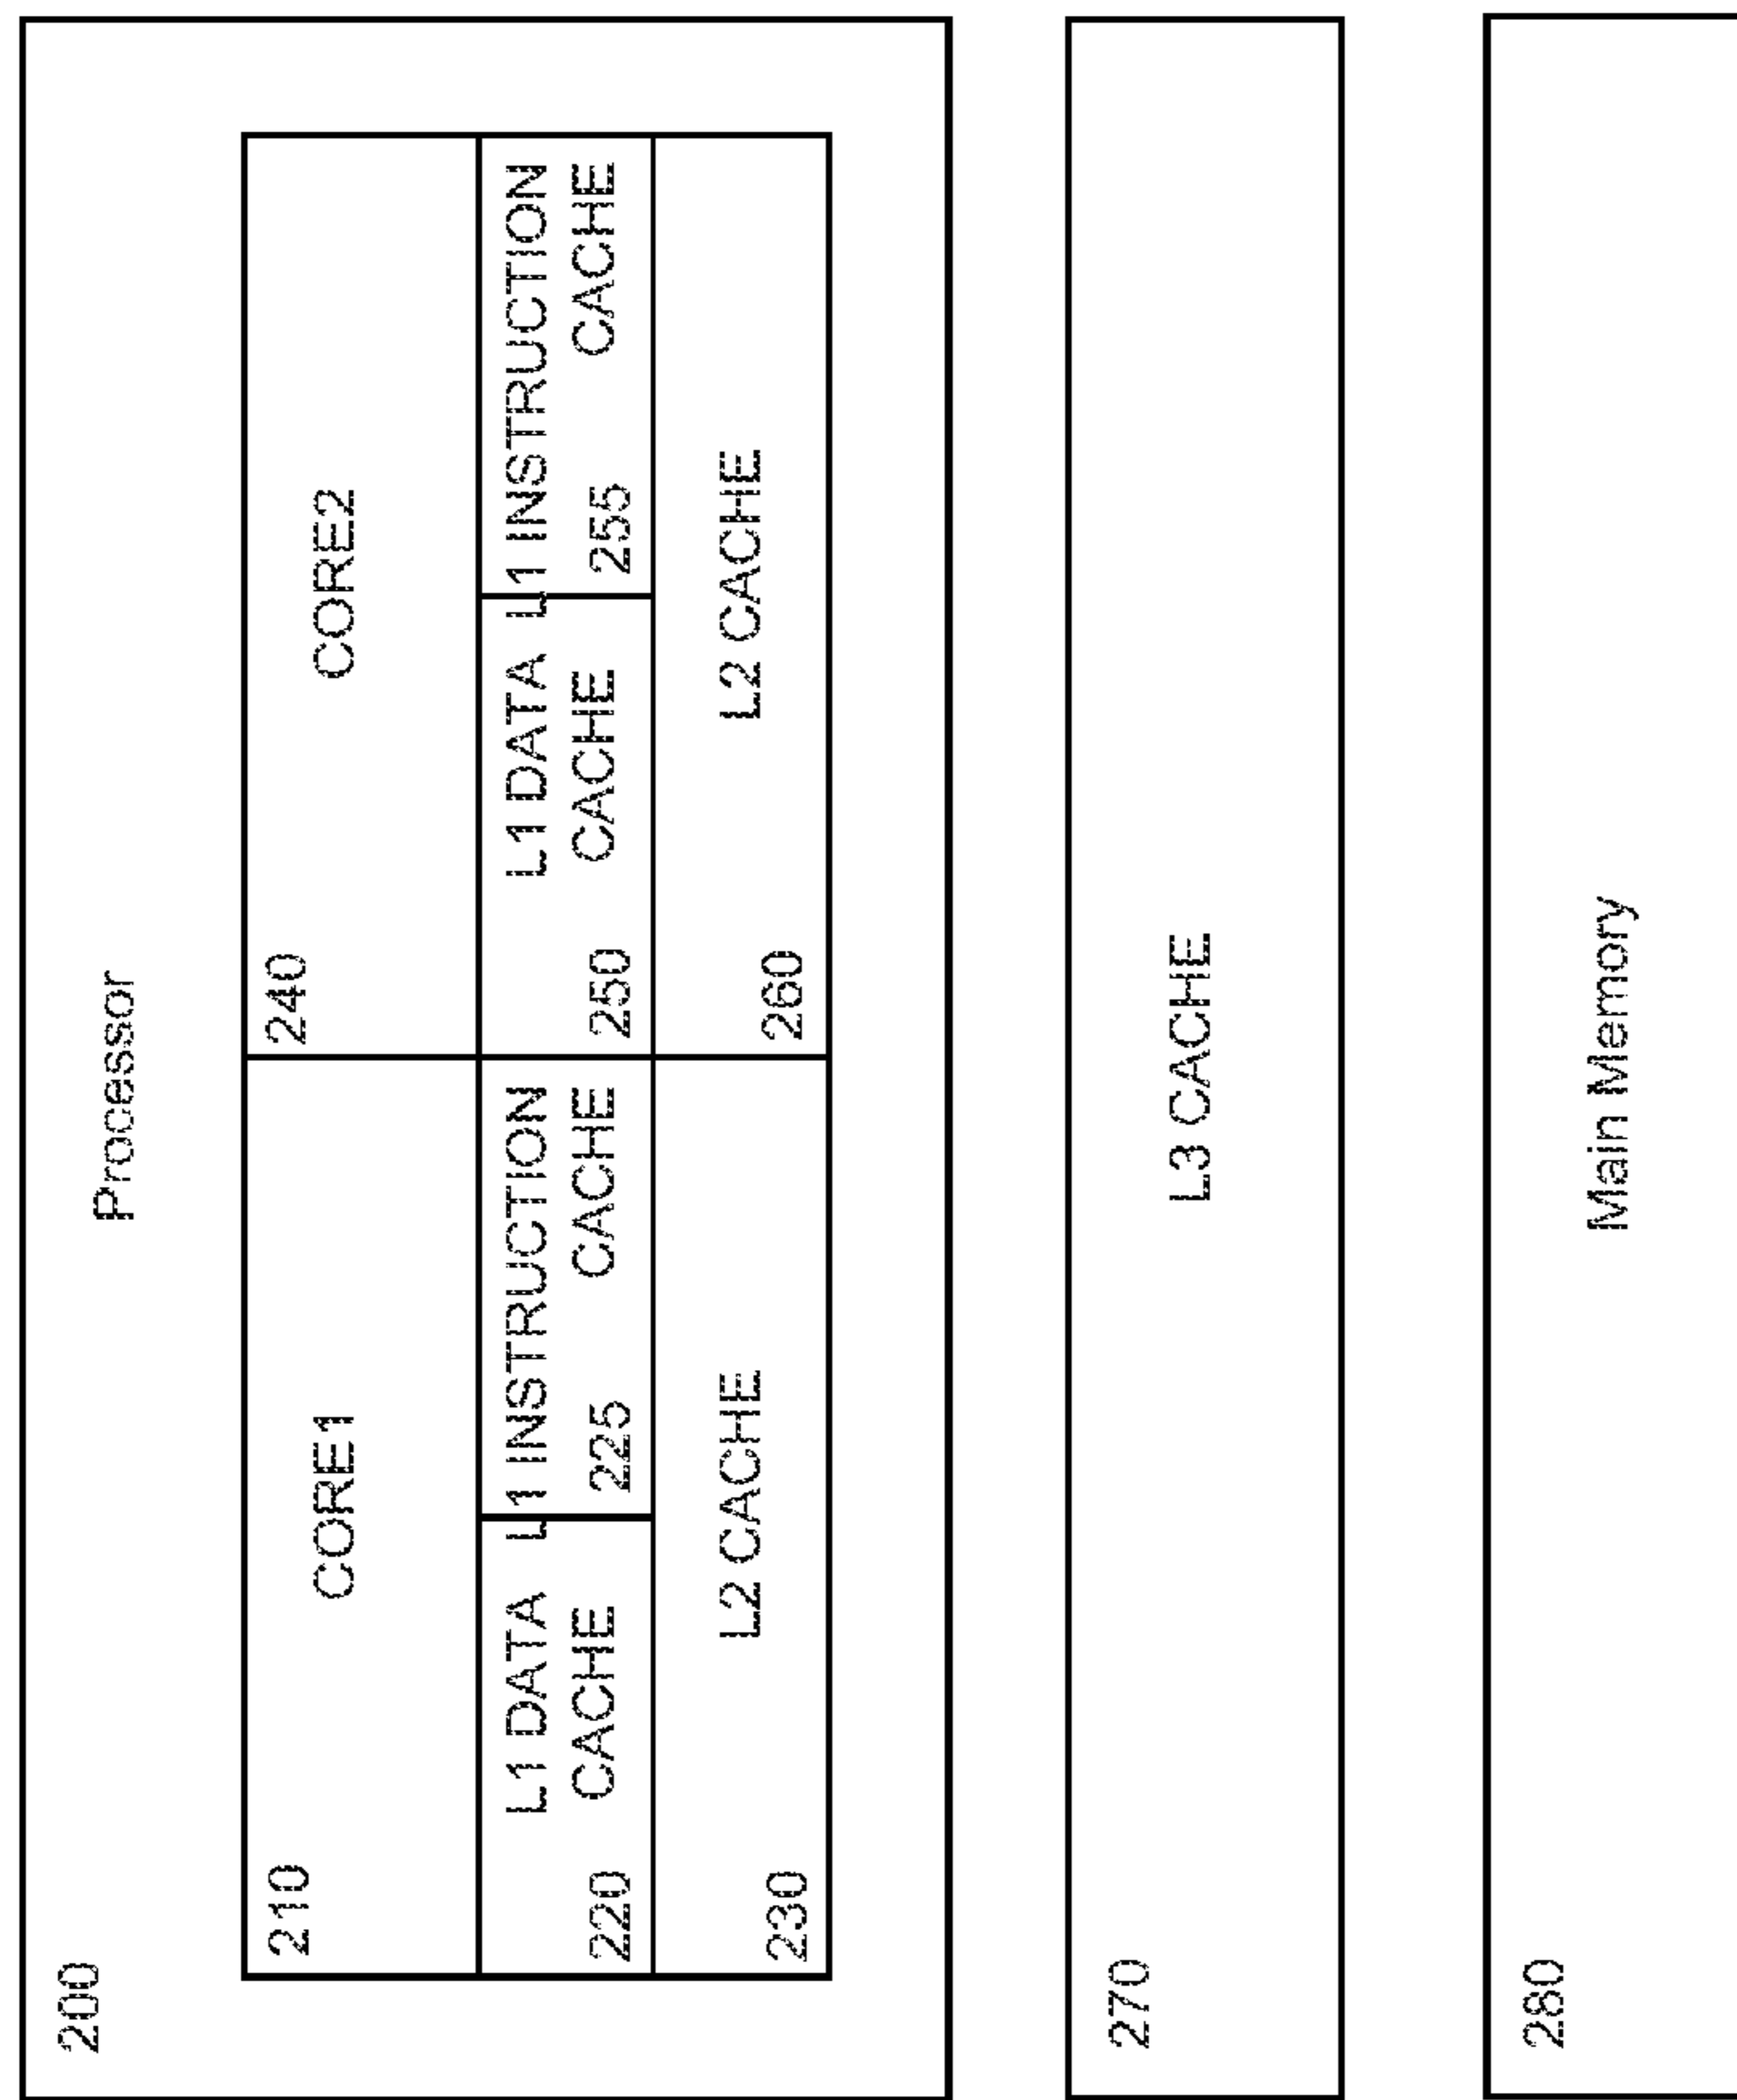 200
Processor
210
CORE1
240
CORE2
L1 DATA
CACHE
220
L1 INSTRUCTION
CACHE
225
L1 DATA
CACHE
250
L1 INSTRUCTION
CACHE
255
L2 CACHE
230
L2 CACHE
260
L3 CACHE
270
Main Memory
280